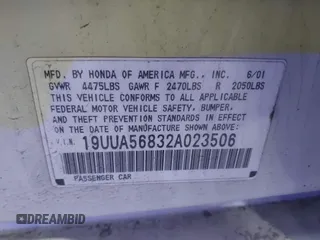 MFD. BY HONDA OF AMERICA MFG., INC. 6/01
GVWR 4475LBS GAWR F 2470LBS R 2050LBS
THIS VEHICLE CONFORMS TO ALL APPLICABLE
FEDERAL MOTOR VEHICLE SAFETY, BUMPER,
AND THEFT PREVENTION STANDARDS IN EFFECT
ON THE DATE OF MANUFACTURE SHOWN ABOVE.
V.I.N. 19UUA56832A023506
PASSENGER CAR
DREAMBID